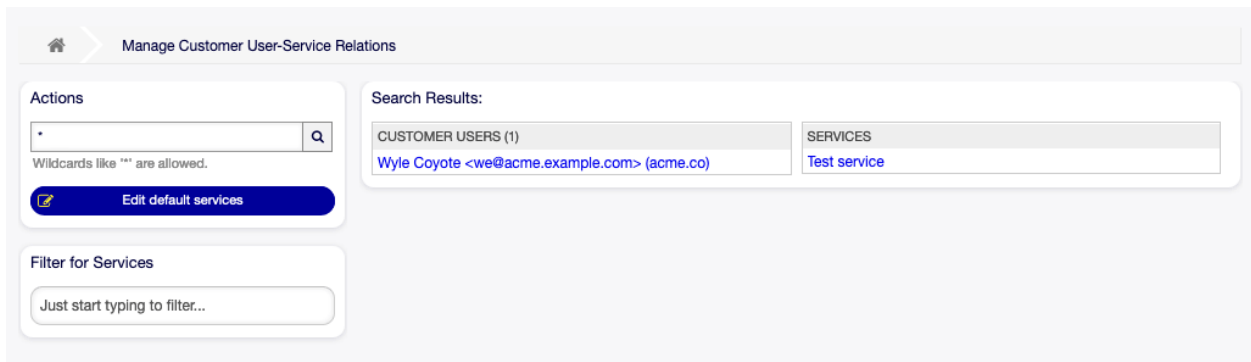 Manage Customer User-Service Relations
Actions
*
Wildcards like '*' are allowed.
Edit default services
Filter for Services
Just start typing to filter...
Search Results:
CUSTOMER USERS (1)
Wyle Coyote <we@acme.example.com> (acme.co)
SERVICES
Test service